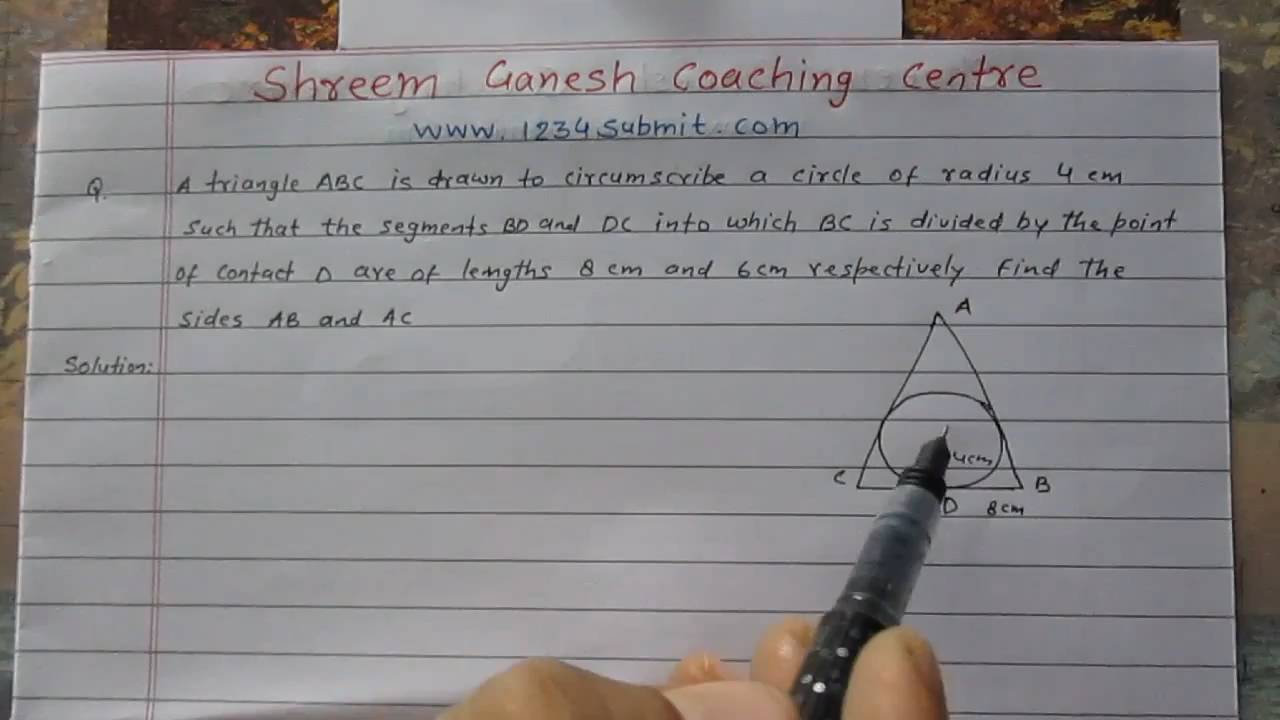 Shreem Ganesh Coaching Centre
www.1234submit.com
Q. A triangle ABC is drawn to circumscribe a circle of radius 4 cm
such that the segments BD and DC into which BC is divided by the point
of contact D are of lengths 8 cm and 6cm respectively Find the
sides AB and AC
A
Solution:
4cm
C
B
D
8cm